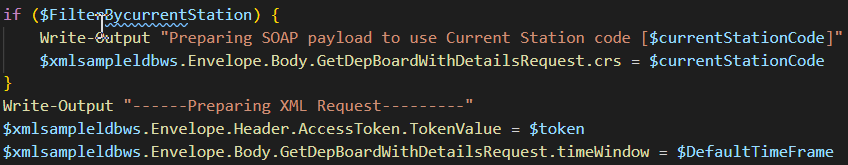 if ($FilterBycurrentStation) {
Write-Output "Preparing SOAP payload to use Current Station code [$currentStationCode]"
$xmlsampleldbws.Envelope.Body.GetDepBoardWithDetailsRequest.crs = $currentStationCode
}
Write-Output "------Preparing XML Request---------"
$xmlsampleldbws.Envelope.Header.AccessToken.TokenValue = $token
$xmlsampleldbws.Envelope.Body.GetDepBoardWithDetailsRequest.timeWindow = $DefaultTimeFrame